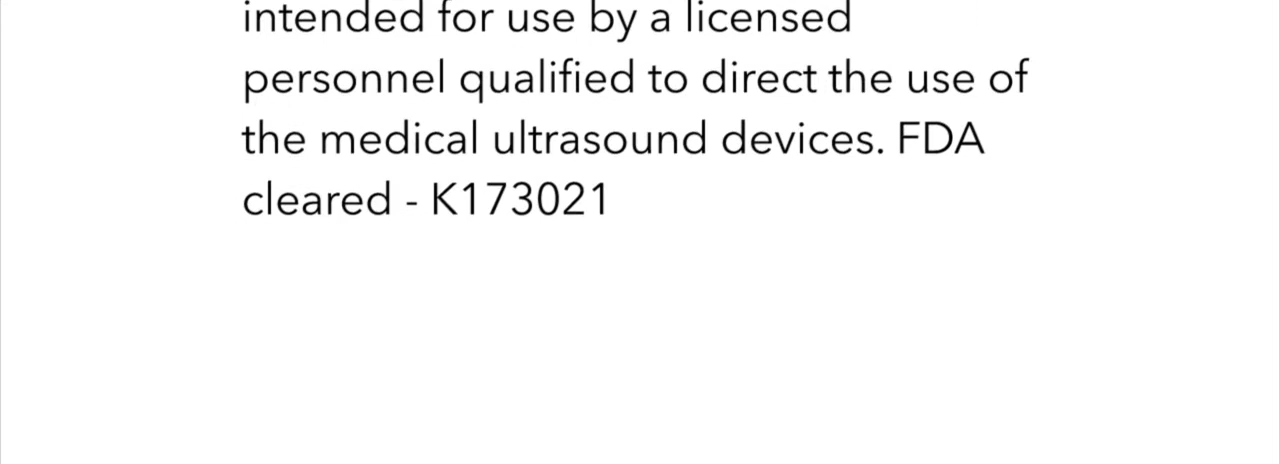 intended for use by a licensed
personnel qualified to direct the use of
the medical ultrasound devices. FDA
cleared - K173021